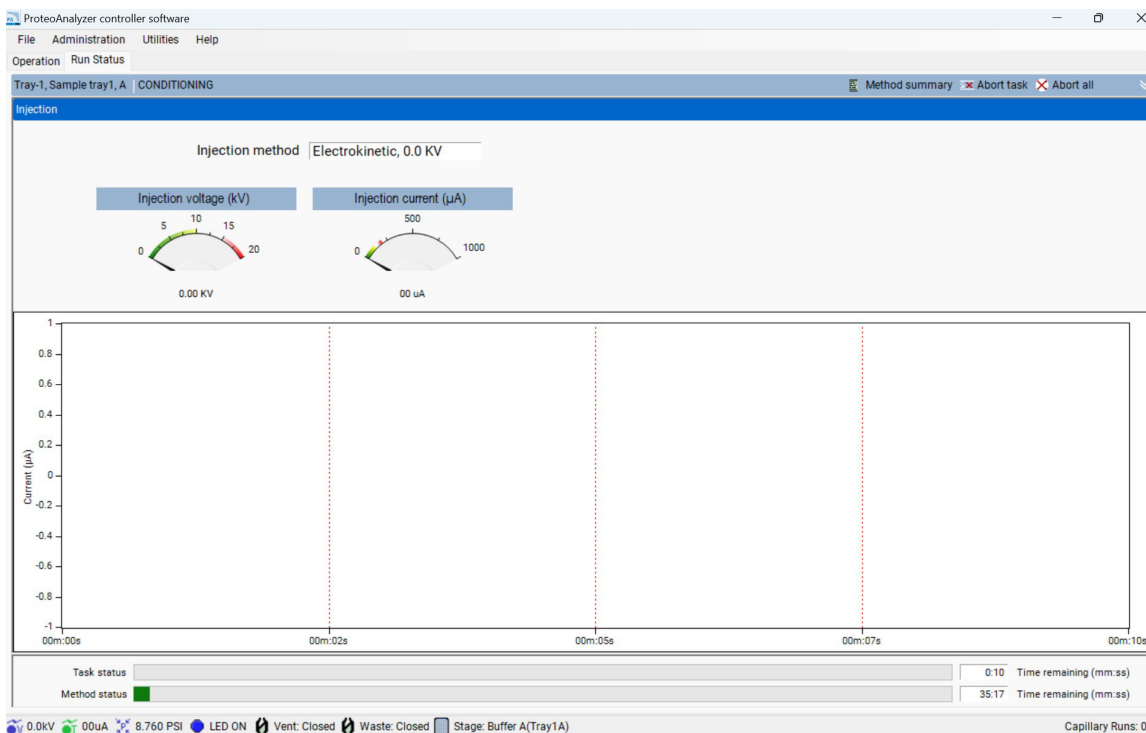 ProteoAnalyzer controller software
File Administration Utilities Help
Operation Run Status
Tray-1, Sample tray1, A CONDITIONING Method summary Abort task Abort all
Injection
Injection method Electrokinetic, 0.0 KV
Injection voltage (kV) Injection current (µA)
0 5 10 15 20 0 500 1000
0.00 KV 00 uA
1
0.8
0.6
0.4
0.2
0
-0.2
-0.4
-0.6
-0.8
-1
Current (µA)
00m:00s 00m:02s 00m:05s 00m:07s 00m:10s
Task status 0:10 Time remaining (mm:ss)
Method status 35:17 Time remaining (mm:ss)
0.0kV 00uA 8.760 PSI LED ON Vent: Closed Waste: Closed Stage: Buffer A(Tray1A) Capillary Runs: 0